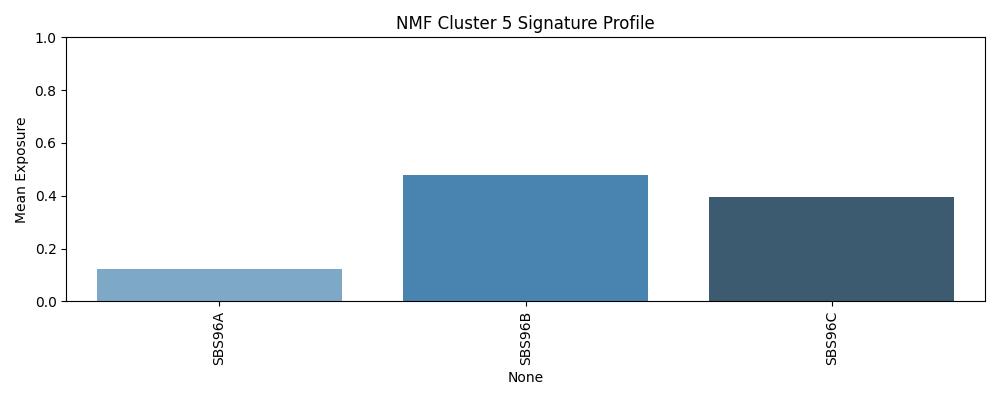 NMF Cluster 5 Signature Profile
1.0
0.8
0.6
0.4
0.2
0.0
Mean Exposure
SBS96A
SBS96B
SBS96C
None